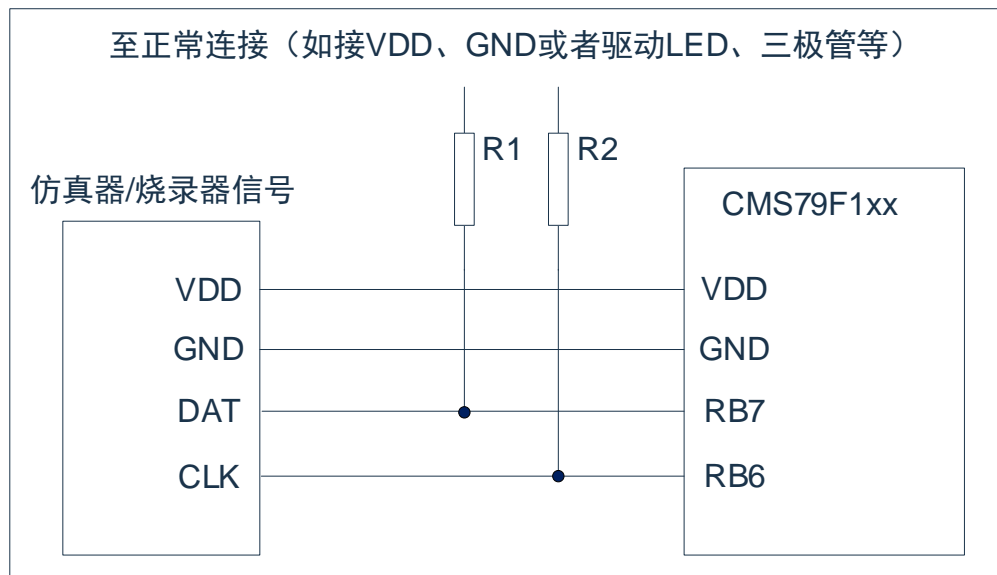 至正常连接（如接VDD、GND或者驱动LED、三极管等）
R1
R2
仿真器/烧录器信号
CMS79F1xx
VDD
VDD
GND
GND
DAT
RB7
CLK
RB6